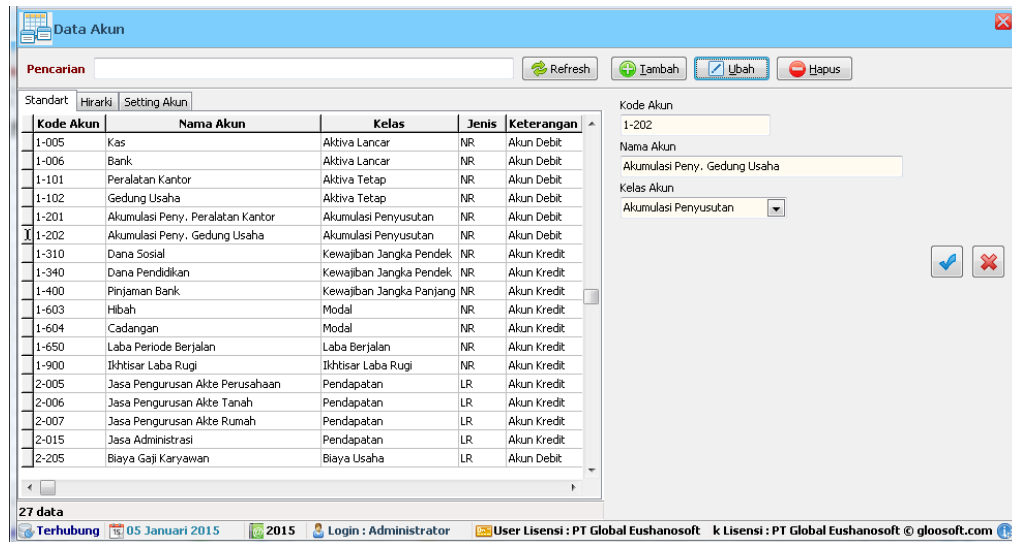 Data Akun
Pencarian Refresh Tambah Ubah Hapus
Standart Hirarki Setting Akun
Kode Akun Nama Akun Kelas Jenis Keterangan
1-005 Kas Aktiva Lancar NR Akun Debit
1-006 Bank Aktiva Lancar NR Akun Debit
1-101 Peralatan Kantor Aktiva Tetap NR Akun Debit
1-102 Gedung Usaha Aktiva Tetap NR Akun Debit
1-201 Akumulasi Peny. Peralatan Kantor Akumulasi Penyusutan NR Akun Debit
1-202 Akumulasi Peny. Gedung Usaha Akumulasi Penyusutan NR Akun Debit
1-310 Dana Sosial Kewajiban Jangka Pendek NR Akun Kredit
1-340 Dana Pendidikan Kewajiban Jangka Pendek NR Akun Kredit
1-400 Pinjaman Bank Kewajiban Jangka Panjang NR Akun Kredit
1-603 Hibah Modal NR Akun Kredit
1-604 Cadangan Modal NR Akun Kredit
1-650 Laba Periode Berjalan Laba Berjalan NR Akun Kredit
1-900 Ikhtisar Laba Rugi Ikhtisar Laba Rugi NR Akun Kredit
2-005 Jasa Pengurusan Akte Perusahaan Pendapatan LR Akun Kredit
2-006 Jasa Pengurusan Akte Tanah Pendapatan LR Akun Kredit
2-007 Jasa Pengurusan Akte Rumah Pendapatan LR Akun Kredit
2-015 Jasa Administrasi Pendapatan LR Akun Kredit
2-205 Biaya Gaji Karyawan Biaya Usaha LR Akun Debit
Kode Akun
1-202
Nama Akun
Akumulasi Peny. Gedung Usaha
Kelas Akun
Akumulasi Penyusutan
27 data
Terhubung 05 Januari 2015 2015 Login : Administrator User Lisensi : PT Global Eushanosoft k Lisensi : PT Global Eushanosoft © gloosoft.com